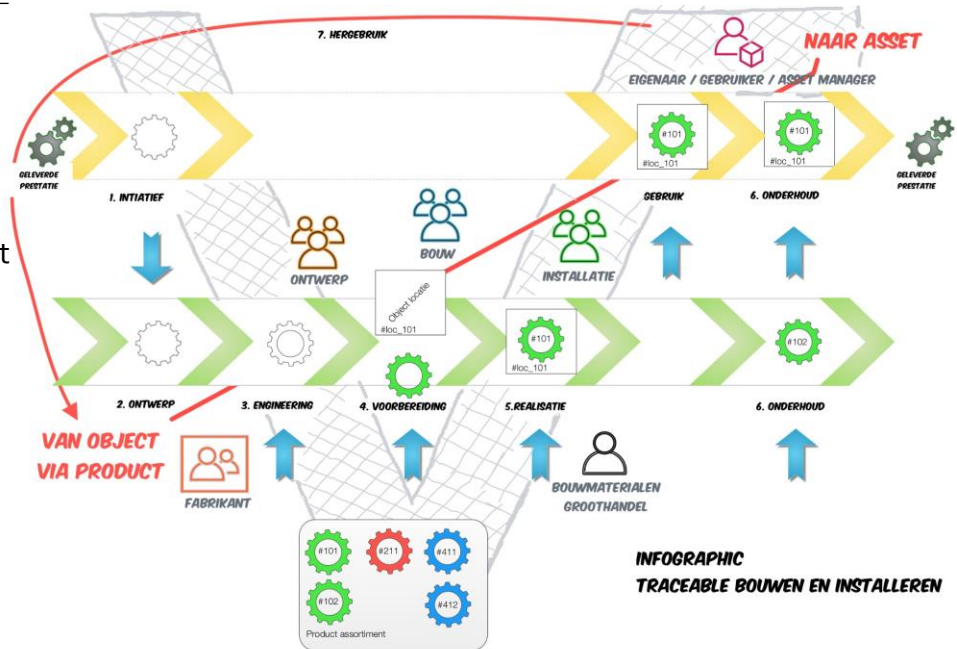 7. HERGEBRUIK
NAAR ASSET
EIGENAAR / GEBRUIKER / ASSET MANAGER
#101
#loc_101
#101
#loc_101
GELEVERDE
PRESTATIE
GELEVERDE
PRESTATIE
1. INTIATIEF
GEBRUIK
6. ONDERHOUD
t
ONTWERP
BOUW
INSTALLATIE
Object locatie
#loc_101
#101
#loc_101
#102
2. ONTWERP
3. ENGINEERING
4. VOORBEREIDING
5.REALISATIE
6. ONDERHOUD
VAN OBJECT
VIA PRODUCT
FABRIKANT
BOUWMATERIALEN
GROOTHANDEL
#101
#211
#411
#102
#412
Product assortiment
INFOGRAPHIC
TRACEABLE BOUWEN EN INSTALLEREN